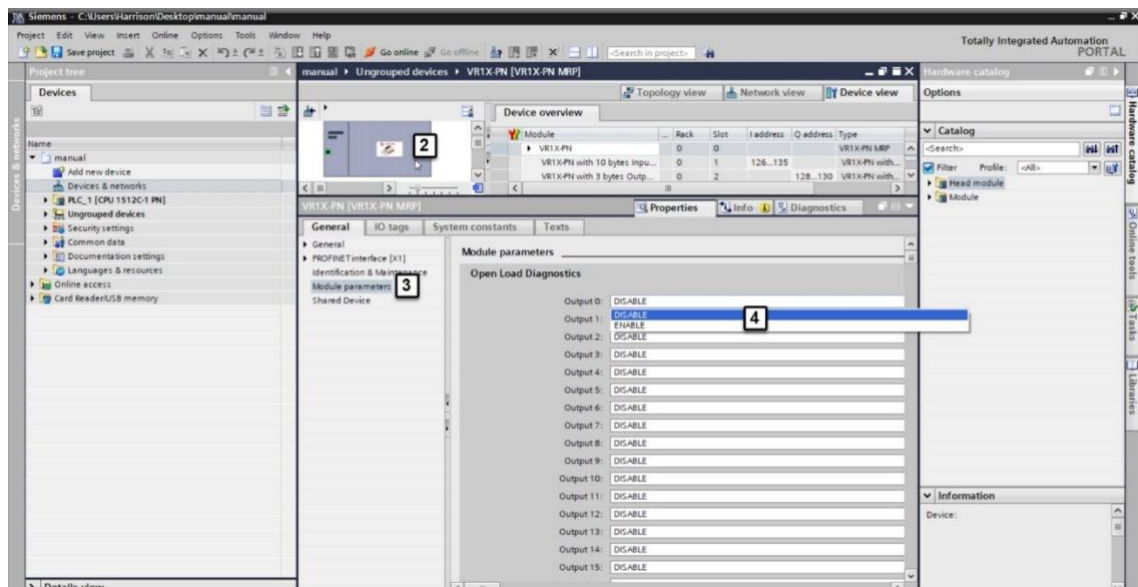 Siemens - C:\Users\Harrison\Desktop\manual\manual
Project Edit View Insert Online Options Tools Window Help
Save project Go online Go offline <Search in project>
Totally Integrated Automation
PORTAL
Project tree
Devices
Name
manual
Add new device
Devices & networks
PLC_1 [CPU 1512C-1 PN]
Ungrouped devices
Security settings
Common data
Documentation settings
Languages & resources
Online access
Card Reader/USB memory
Details view
Devices & networks
manual ▸ Ungrouped devices ▸ VR1X-PN [VR1X-PN MRP]
Topology view Network view Device view
2
Device overview
Module ... Rack Slot I address Q address Type
VR1X-PN 0 0 VR1X-PN MRP
VR1X-PN with 10 bytes Inpu... 0 1 126...135 VR1X-PN with...
VR1X-PN with 3 bytes Outp... 0 2 128...130 VR1X-PN with...
VR1X-PN [VR1X-PN MRP]
Properties Info Diagnostics
General IO tags System constants Texts
General
PROFINET interface [X1]
Identification & Maintenance
Module parameters 3
Shared Device
Module parameters
Open Load Diagnostics
Output 0: DISABLE
Output 1: DISABLE
ENABLE
4
Output 2: DISABLE
Output 3: DISABLE
Output 4: DISABLE
Output 5: DISABLE
Output 6: DISABLE
Output 7: DISABLE
Output 8: DISABLE
Output 9: DISABLE
Output 10: DISABLE
Output 11: DISABLE
Output 12: DISABLE
Output 13: DISABLE
Output 14: DISABLE
Output 15: DISABLE
Hardware catalog
Options
Catalog
<Search>
Filter Profile: <All>
Head module
Module
Information
Device:
Hardware catalog
Online tools
Tasks
Libraries